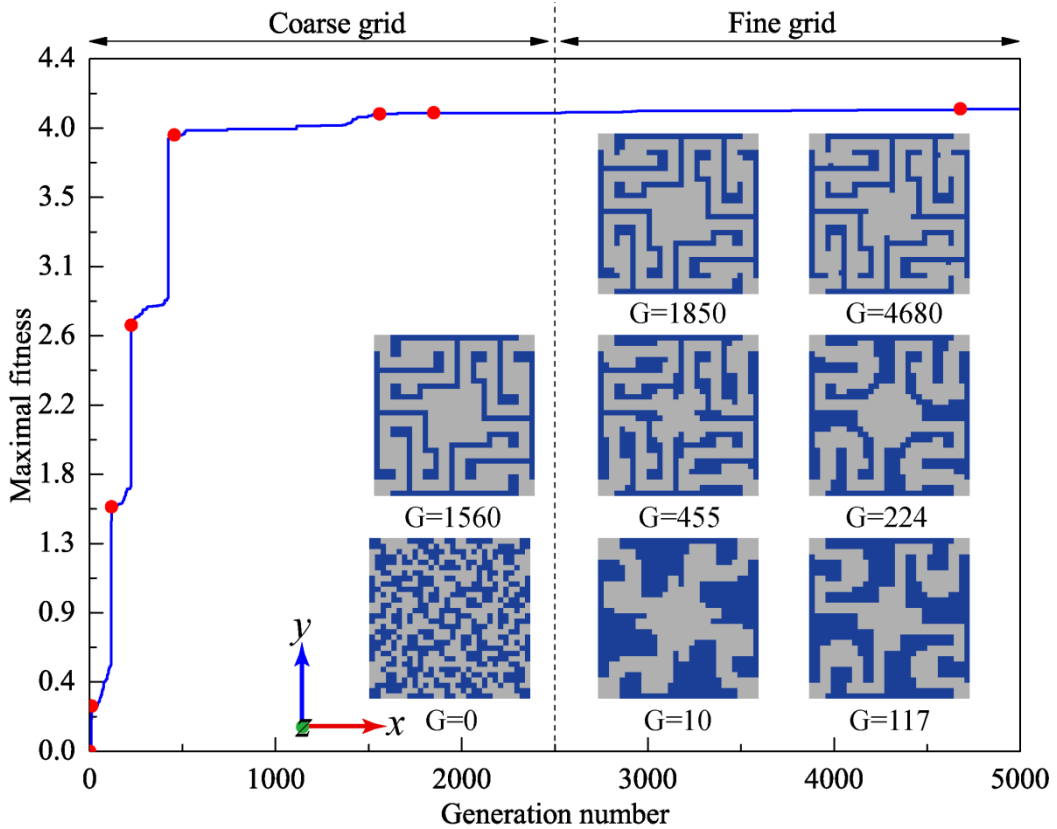 Coarse grid
Fine grid
4.4
4.0
3.5
3.1
2.6
2.2
1.8
1.3
0.9
0.4
0.0
Maximal fitness
G=1850
G=4680
G=1560
G=455
G=224
y
z
x
G=0
G=10
G=117
0
1000
2000
3000
4000
5000
Generation number